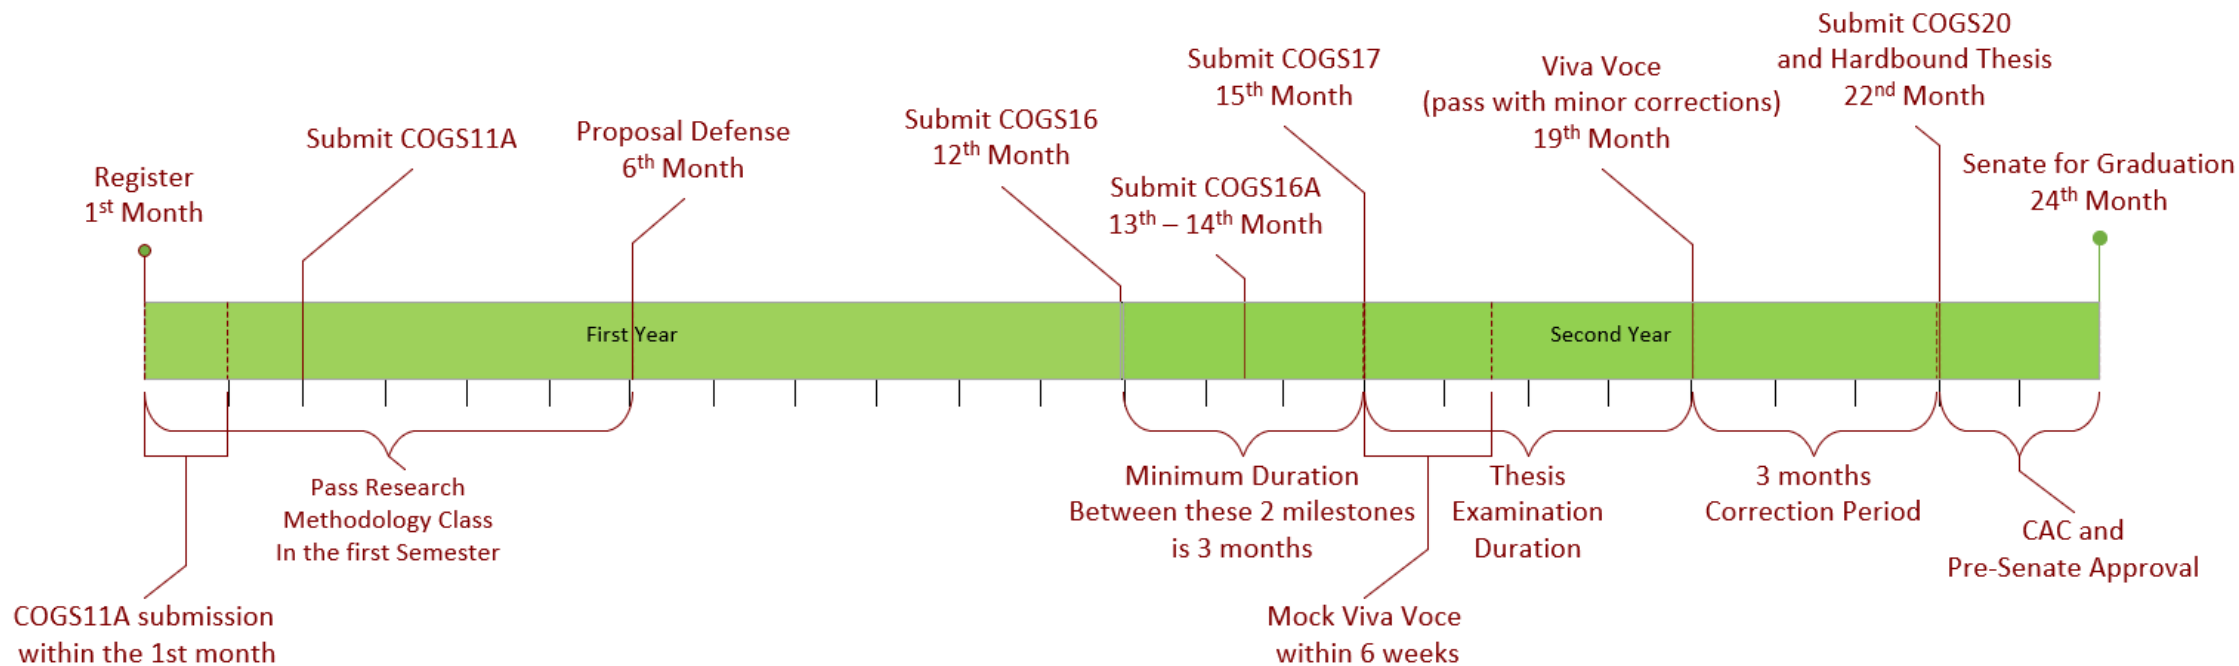 Submit COGS20
and Hardbound Thesis
22nd Month
Submit COGS17
15th Month
Viva Voce
(pass with minor corrections)
19th Month
Submit COGS16
12th Month
Proposal Defense
6th Month
Submit COGS11A
Register
1st Month
Submit COGS16A
13th – 14th Month
Senate for Graduation
24th Month
First Year
Second Year
Pass Research
Methodology Class
In the first Semester
Minimum Duration
Between these 2 milestones
is 3 months
Thesis
Examination
Duration
3 months
Correction Period
CAC and
Pre-Senate Approval
COGS11A submission
within the 1st month
Mock Viva Voce
within 6 weeks